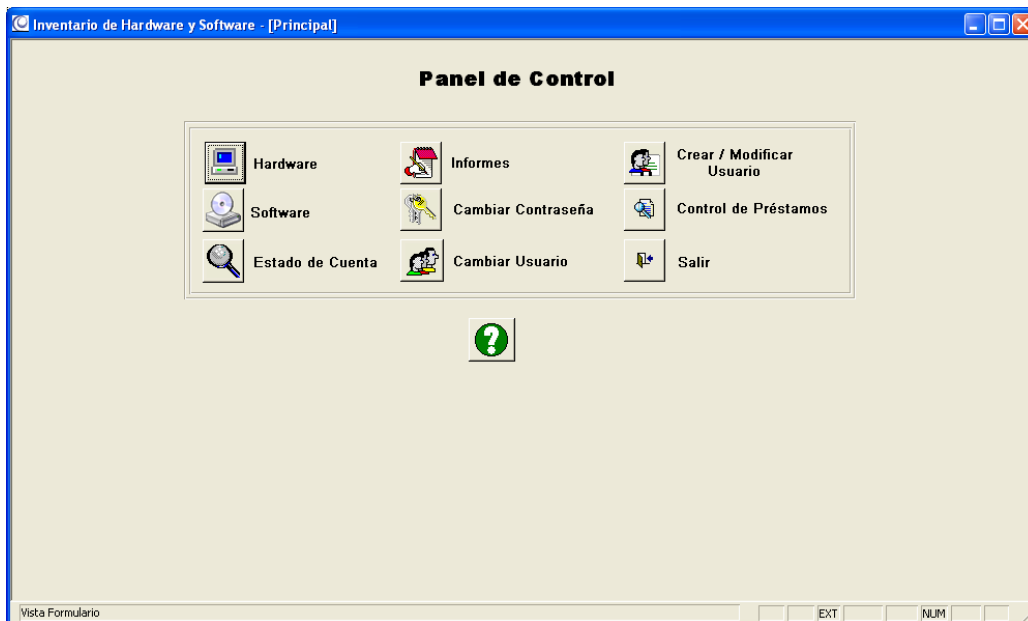 Inventario de Hardware y Software - [Principal]
Panel de Control
Hardware
Informes
Crear / Modificar
Usuario
Software
Cambiar Contraseña
Control de Préstamos
Estado de Cuenta
Cambiar Usuario
Salir
?
Vista Formulario
EXT
NUM